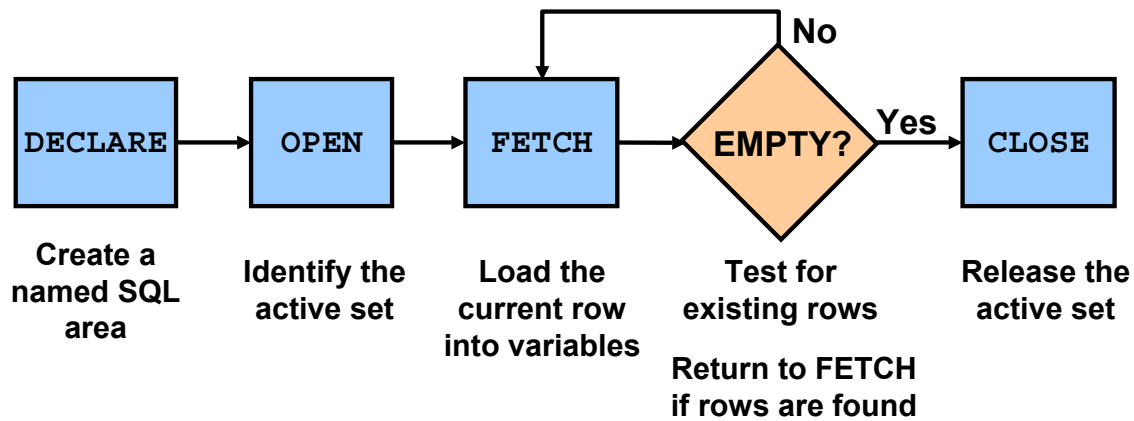 No
DECLARE
OPEN
FETCH
EMPTY?
Yes
CLOSE
Create a
named SQL
area
Identify the
active set
Load the
current row
into variables
Test for
existing rows
Return to FETCH
if rows are found
Release the
active set